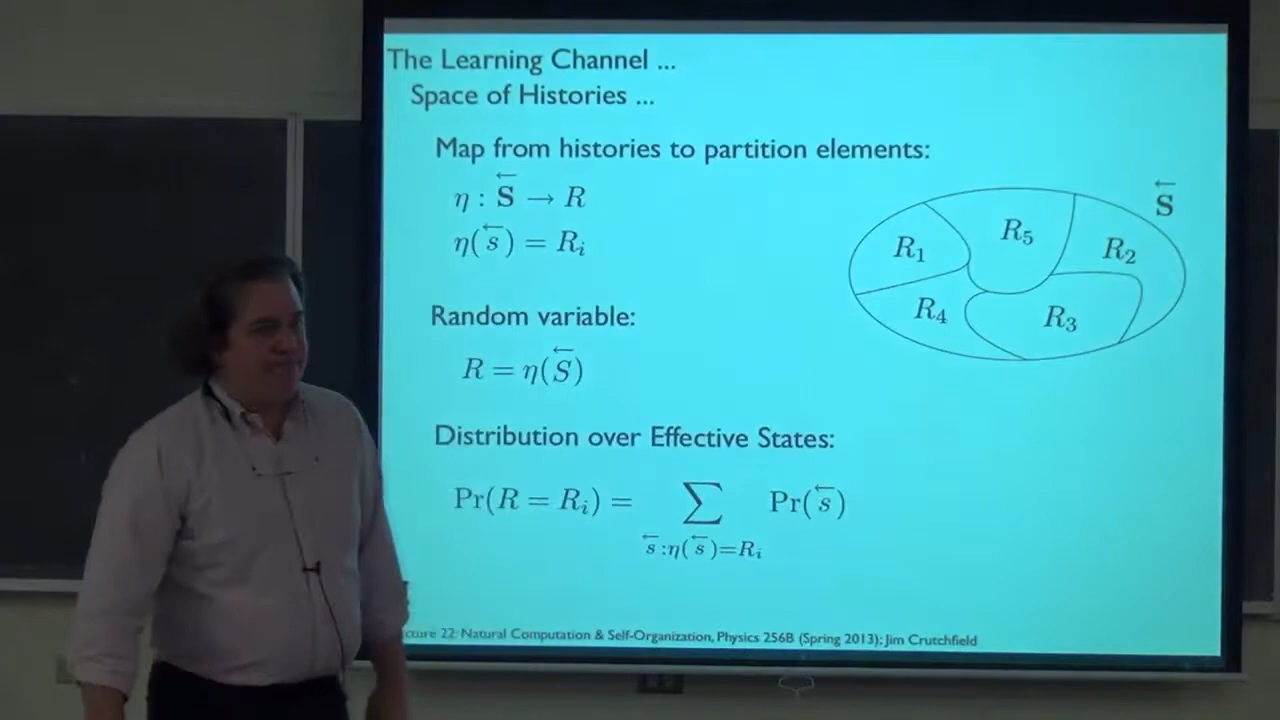 The Learning Channel ...
Space of Histories ...
Map from histories to partition elements:
η : S⃖ → R
η(s⃖) = Rᵢ
Random variable:
R = η(S⃖)
Distribution over Effective States:
Pr(R = Rᵢ) = ∑ Pr(s⃖)
s⃖:η(s⃖)=Rᵢ
S⃖
R₁
R₅
R₂
R₄
R₃
22: Natural Computation & Self-Organization, Physics 256B (Spring 2013); Jim Crutchfield